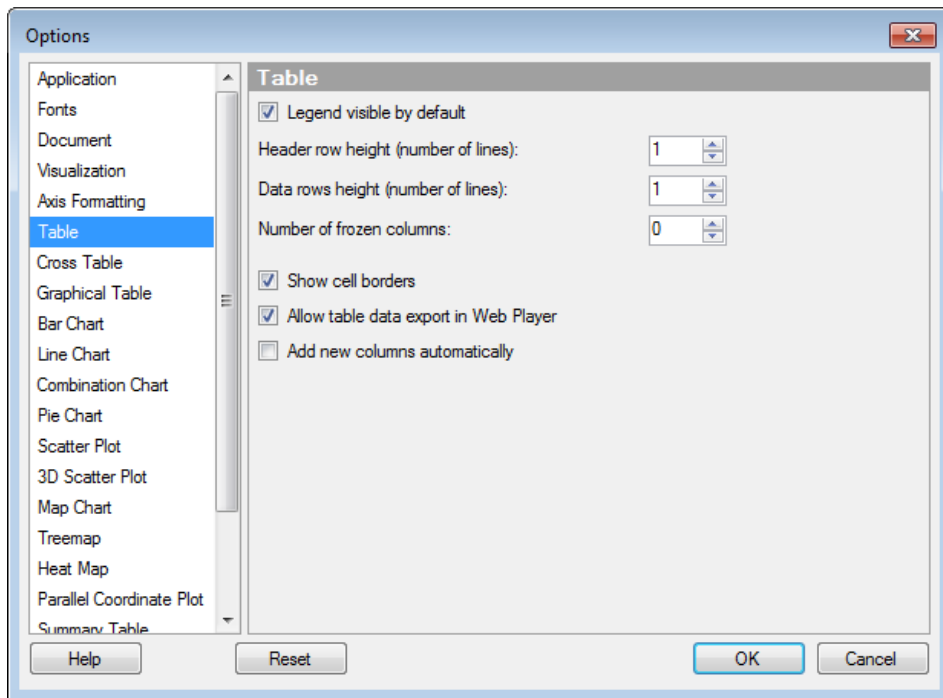 Options
Application
Fonts
Document
Visualization
Axis Formatting
Table
Cross Table
Graphical Table
Bar Chart
Line Chart
Combination Chart
Pie Chart
Scatter Plot
3D Scatter Plot
Map Chart
Treemap
Heat Map
Parallel Coordinate Plot
Summary Table
Table
Legend visible by default
Header row height (number of lines): 1
Data rows height (number of lines): 1
Number of frozen columns: 0
Show cell borders
Allow table data export in Web Player
Add new columns automatically
Help Reset OK Cancel